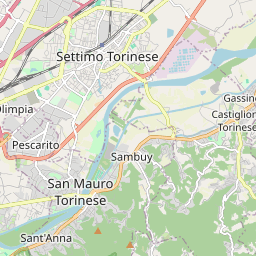 Settimo Torinese
Olimpia
Gassino
Castiglione
Torinese
Pescarito
Sambuy
San Mauro
Torinese
Sant'Anna